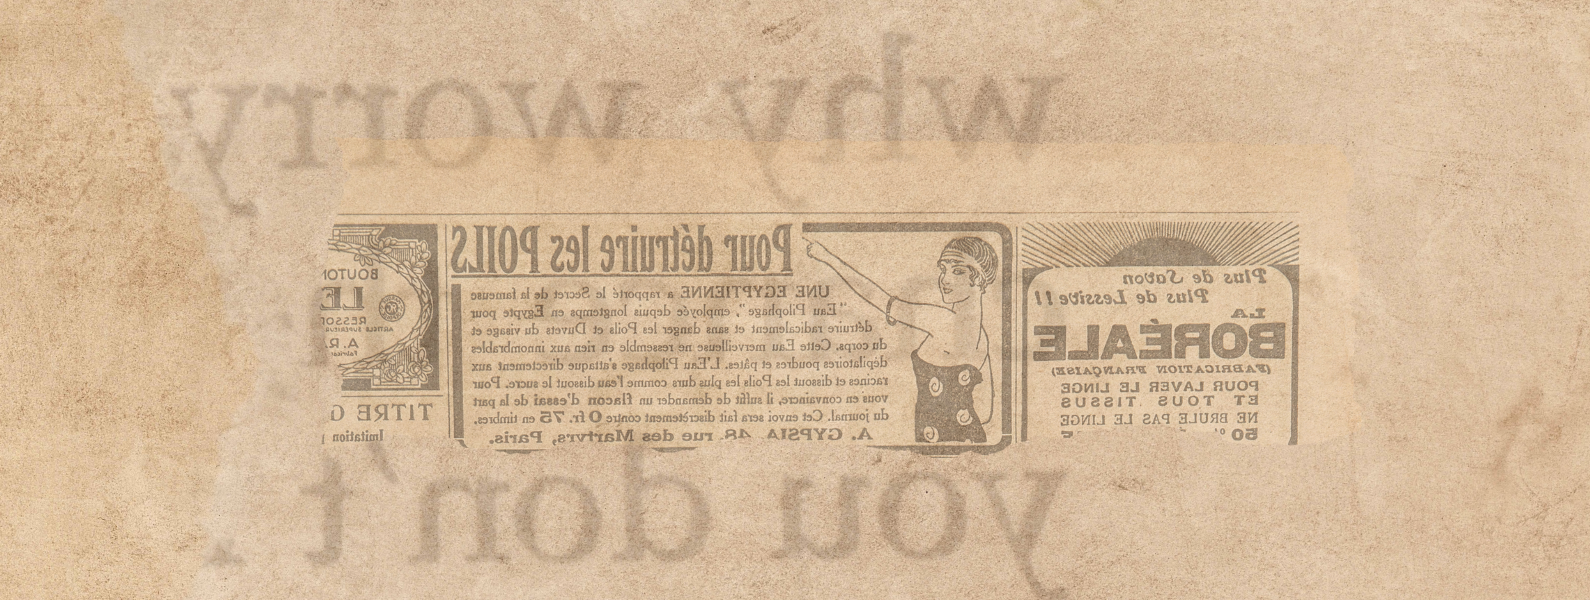 why worry
Plus de Savon
Plus de Lessive !!
LA
BORÉALE
(FABRICATION FRANÇAISE)
POUR LAVER LE LINGE
ET TOUS TISSUS
NE BRULE PAS LE LINGE
50
Pour détruire les POILS
UNE EGYPTIENNE a rapporté le Secret de la fameuse
"Eau Pilophage", employée depuis longtemps en Egypte pour
détruire radicalement et sans danger les Poils et Duvets du visage et
du corps. Cette Eau merveilleuse ne ressemble en rien aux innombrables
dépilatoires poudres et pâtes. L'Eau Pilophage s'attaque directement aux
racines et dissout les Poils les plus durs comme l'eau dissout le sucre. Pour
vous en convaincre, il suffit de demander un flacon d'essai de la part
du journal. Cet envoi sera fait discrètement contre 0 fr. 75 en timbres.
A. GYPSIA, 48, rue des Martyrs, Paris.
BOUTON
LE
RESSOR
ARTICLE SUPÉRIEUR
A. R.
Fabricant
TITRE
Imitation
you don't